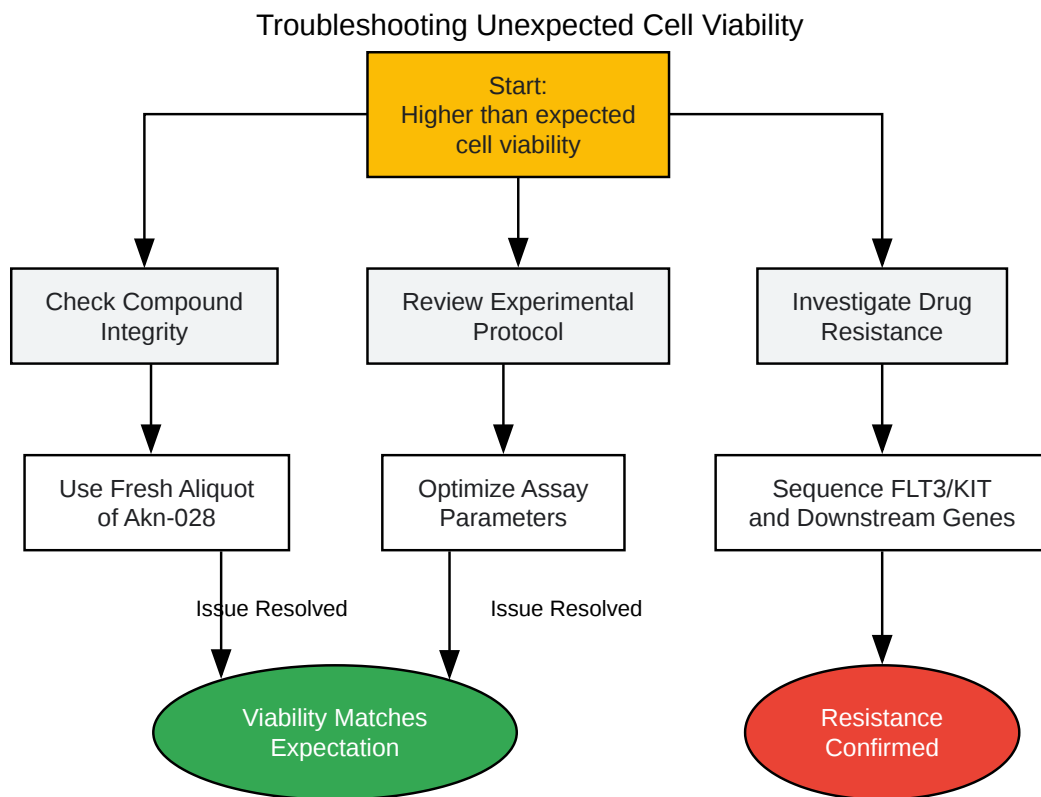 Troubleshooting Unexpected Cell Viability
Start:
Higher than expected
cell viability
Check Compound
Integrity
Review Experimental
Protocol
Investigate Drug
Resistance
Use Fresh Aliquot
of Akn-028
Optimize Assay
Parameters
Sequence FLT3/KIT
and Downstream Genes
Issue Resolved
Issue Resolved
Viability Matches
Expectation
Resistance
Confirmed